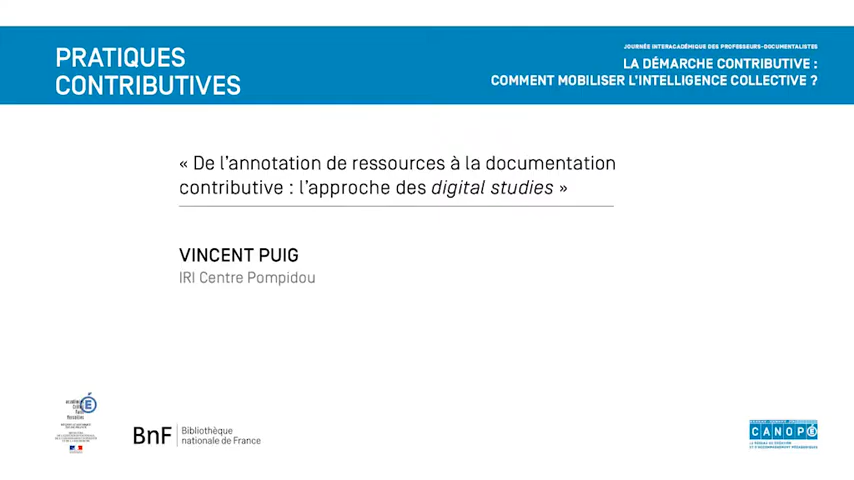 PRATIQUES
CONTRIBUTIVES
JOURNÉE INTERACADÉMIQUE DES PROFESSEURS-DOCUMENTALISTES
LA DÉMARCHE CONTRIBUTIVE :
COMMENT MOBILISER L'INTELLIGENCE COLLECTIVE ?
« De l'annotation de ressources à la documentation
contributive : l'approche des digital studies »
VINCENT PUIG
IRI Centre Pompidou
BnF
Bibliothèque
nationale de France
CANOPÉ